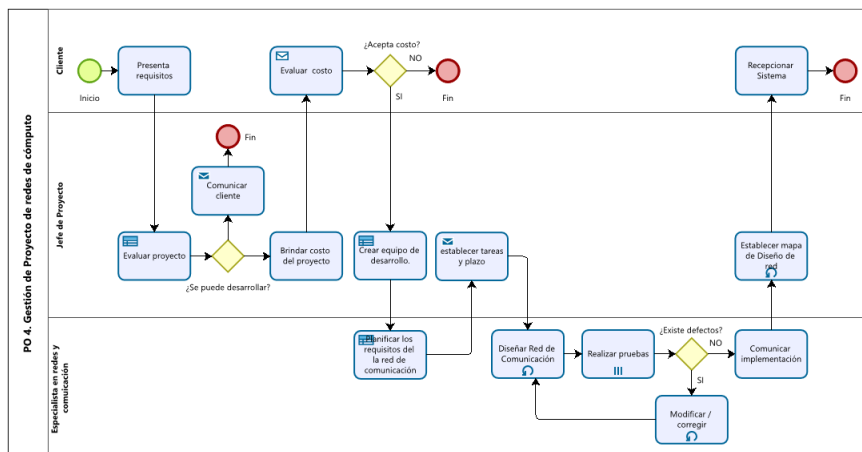 PO 4. Gestión de Proyecto de redes de cómputo
Cliente
Inicio
Presenta
requisitos
Evaluar costo
¿Acepta costo?
NO
SI
Fin
Recepcionar
Sistema
Fin
Jefe de Proyecto
Fin
Comunicar
cliente
Evaluar proyecto
¿Se puede desarrollar?
Brindar costo
del proyecto
Crear equipo de
desarrollo.
establecer tareas
y plazo
Establecer mapa
de Diseño de
red
Especialista en redes y
comuicación
Planificar los
requisitos del
la red de
comunicación
Diseñar Red de
Comunicación
Realizar pruebas
¿Existe defectos?
NO
SI
Comunicar
implementación
Modificar /
corregir